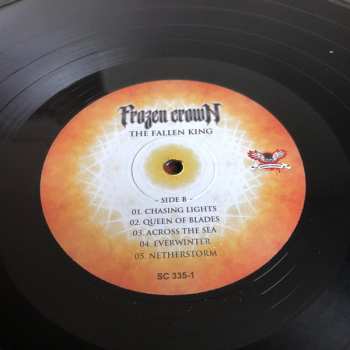 Frozen crowN
THE FALLEN KING
- SIDE B -
01. CHASING LIGHTS
02. QUEEN OF BLADES
03. ACROSS THE SEA
04. EVERWINTER
05. NETHERSTORM
SC 335-1